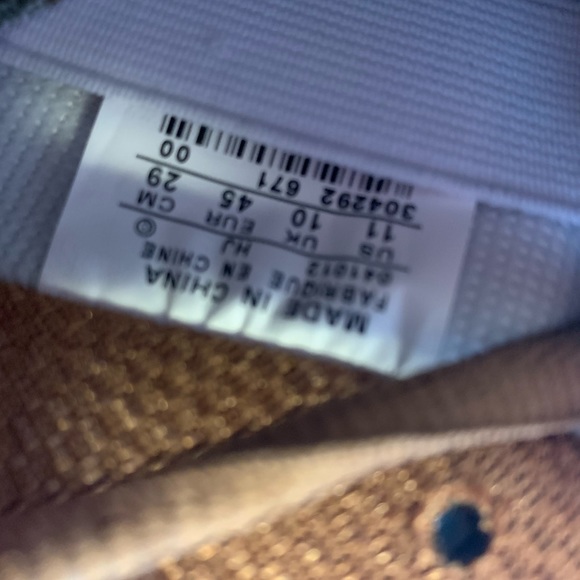 MADE IN CHINA
FABRIQUE EN CHINE
041012 HJ ©
US UK EUR CM
11 10 45 29
304292 671 00